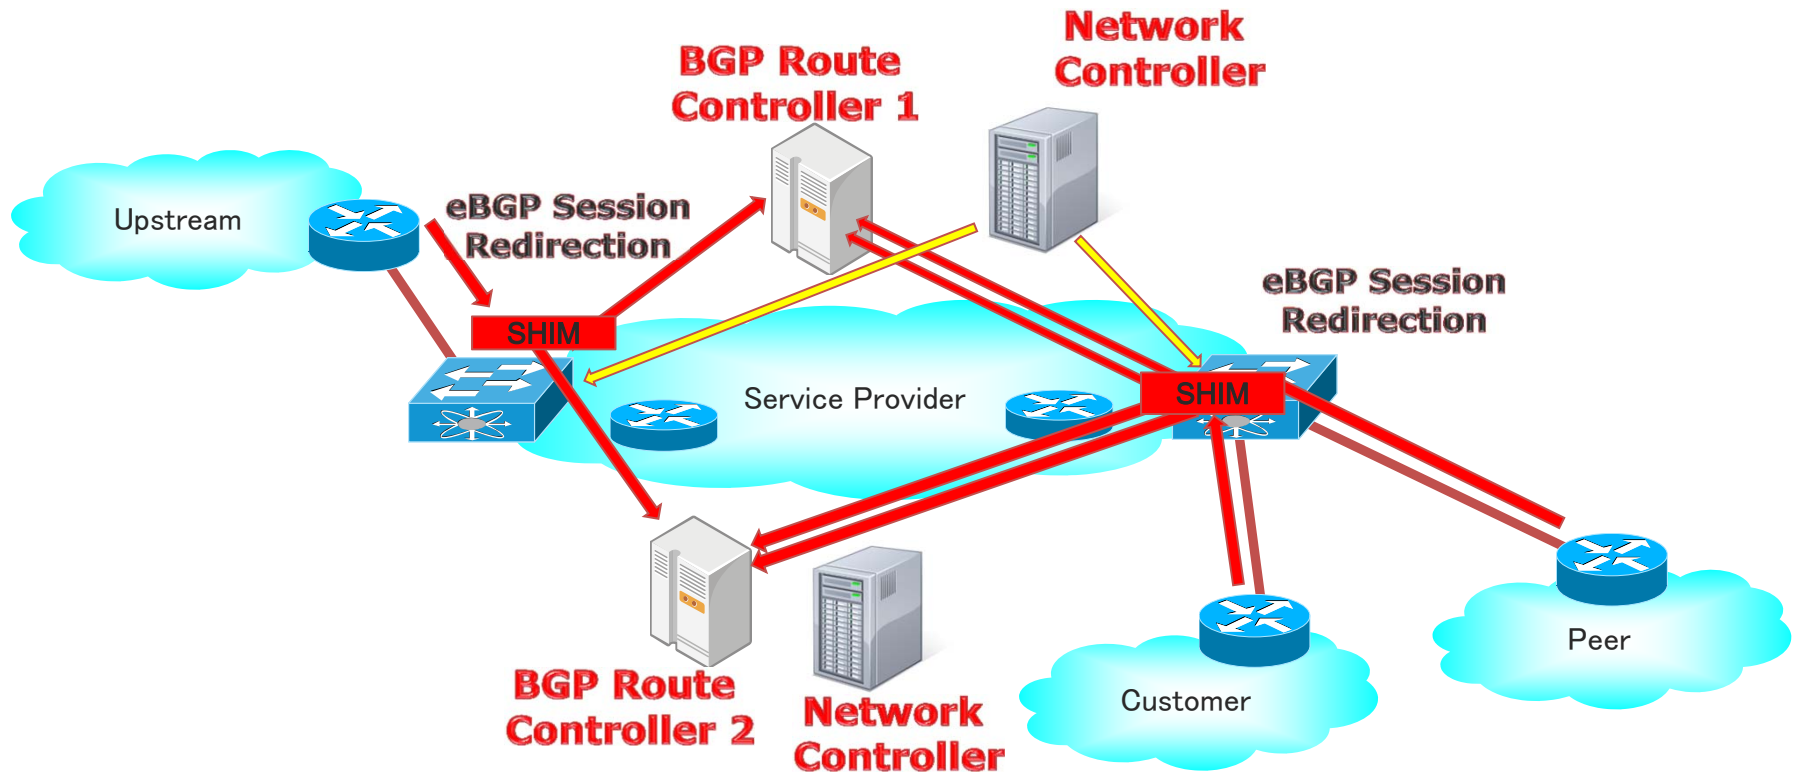 Network
Controller
BGP Route
Controller 1
Upstream
eBGP Session
Redirection
eBGP Session
Redirection
SHIM
Service Provider
SHIM
BGP Route
Controller 2
Network
Controller
Customer
Peer